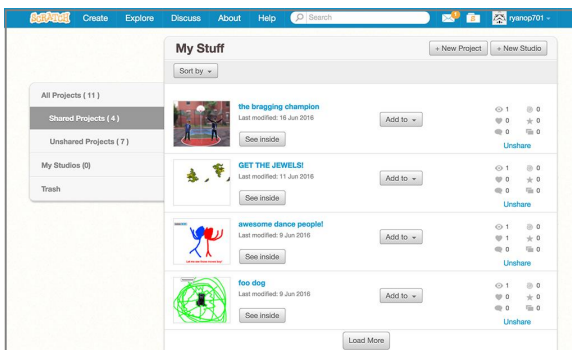 SCRATCH Create Explore Discuss About Help Search ryanop701
My Stuff + New Project + New Studio
Sort by
All Projects ( 11 )
Shared Projects ( 4 )
Unshared Projects ( 7 )
My Studios (0)
Trash
the bragging champion
Last modified: 16 Jun 2016
See inside
Add to
1 0
0 0
0 0
Unshare
GET THE JEWELS!
Last modified: 11 Jun 2016
See inside
Add to
1 0
0 0
0 0
Unshare
awesome dance people!
Last modified: 9 Jun 2016
See inside
Add to
1 0
1 0
0 0
Unshare
foo dog
Last modified: 9 Jun 2016
See inside
Add to
1 0
0 0
0 0
Unshare
Load More